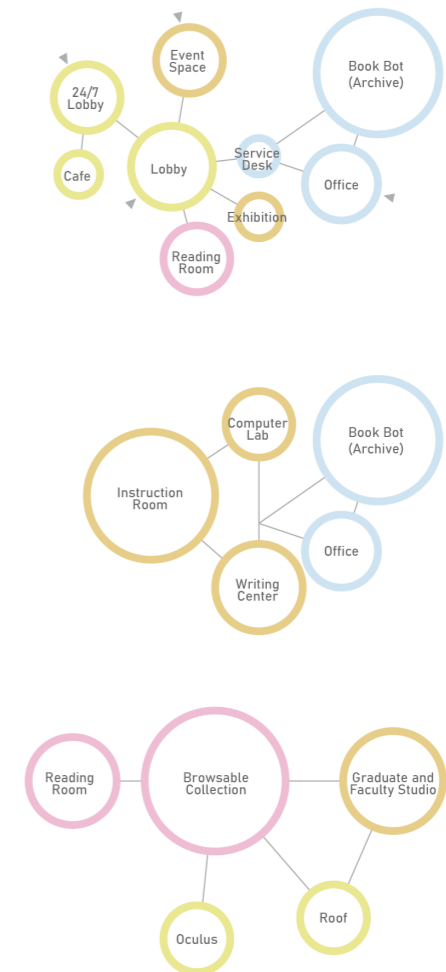 Event
Space
Book Bot
(Archive)
24/7
Lobby
Lobby
Service
Desk
Cafe
Office
Exhibition
Reading
Room
Computer
Lab
Book Bot
(Archive)
Instruction
Room
Office
Writing
Center
Reading
Room
Browsable
Collection
Graduate and
Faculty Studio
Roof
Oculus